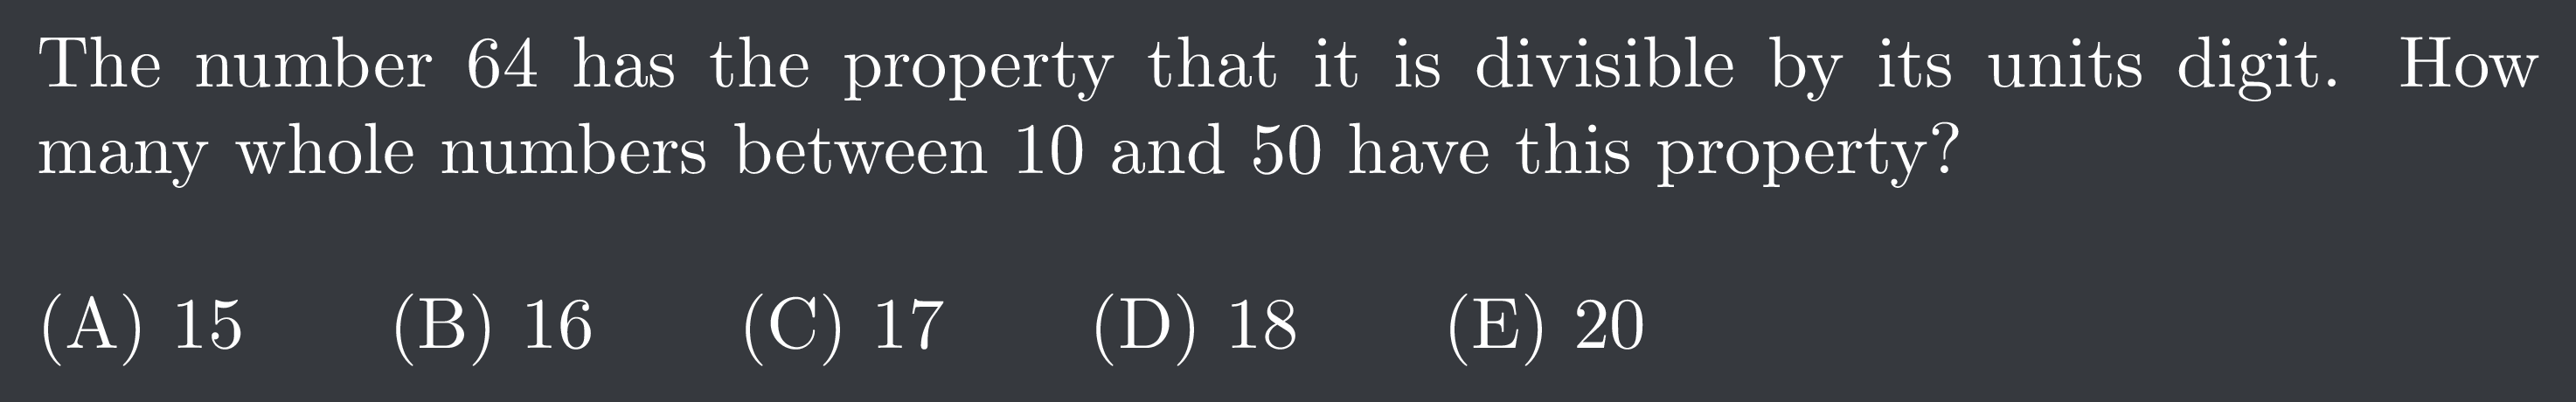 The number 64 has the property that it is divisible by its units digit. How
many whole numbers between 10 and 50 have this property?
(A) 15 (B) 16 (C) 17 (D) 18 (E) 20